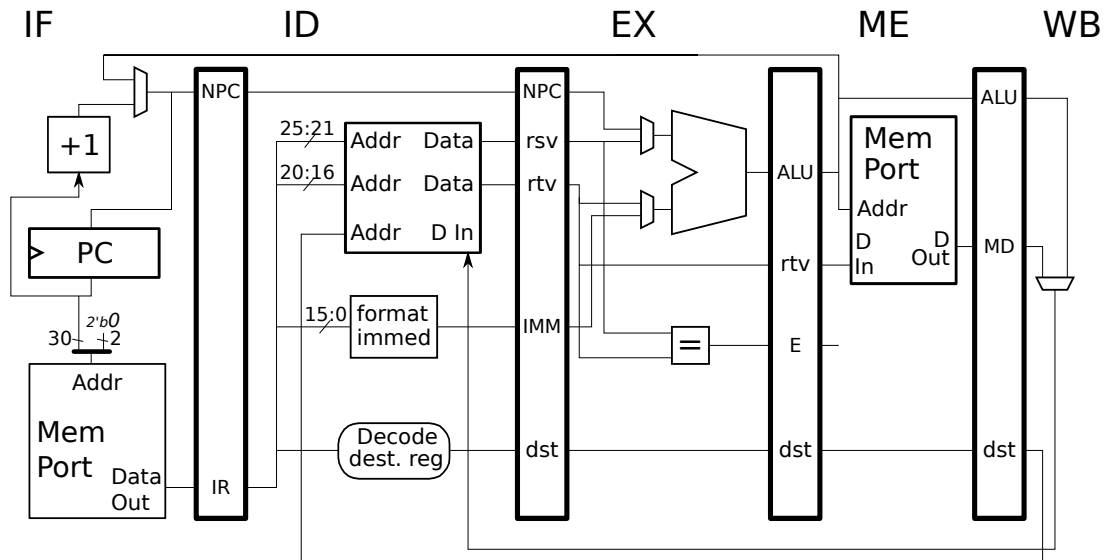 IF ID EX ME WB
NPC
NPC
ALU
+1
25:21
Addr Data
rsv
20:16
Addr Data
rtv
Addr D In
ALU
Mem
Port
Addr
D
In
D
Out
MD
PC
rtv
15:0
format
immed
IMM
2'b0
30
2
=
E
Addr
Mem
Port
Data
Out
Decode
dest. reg
dst
dst
dst
IR